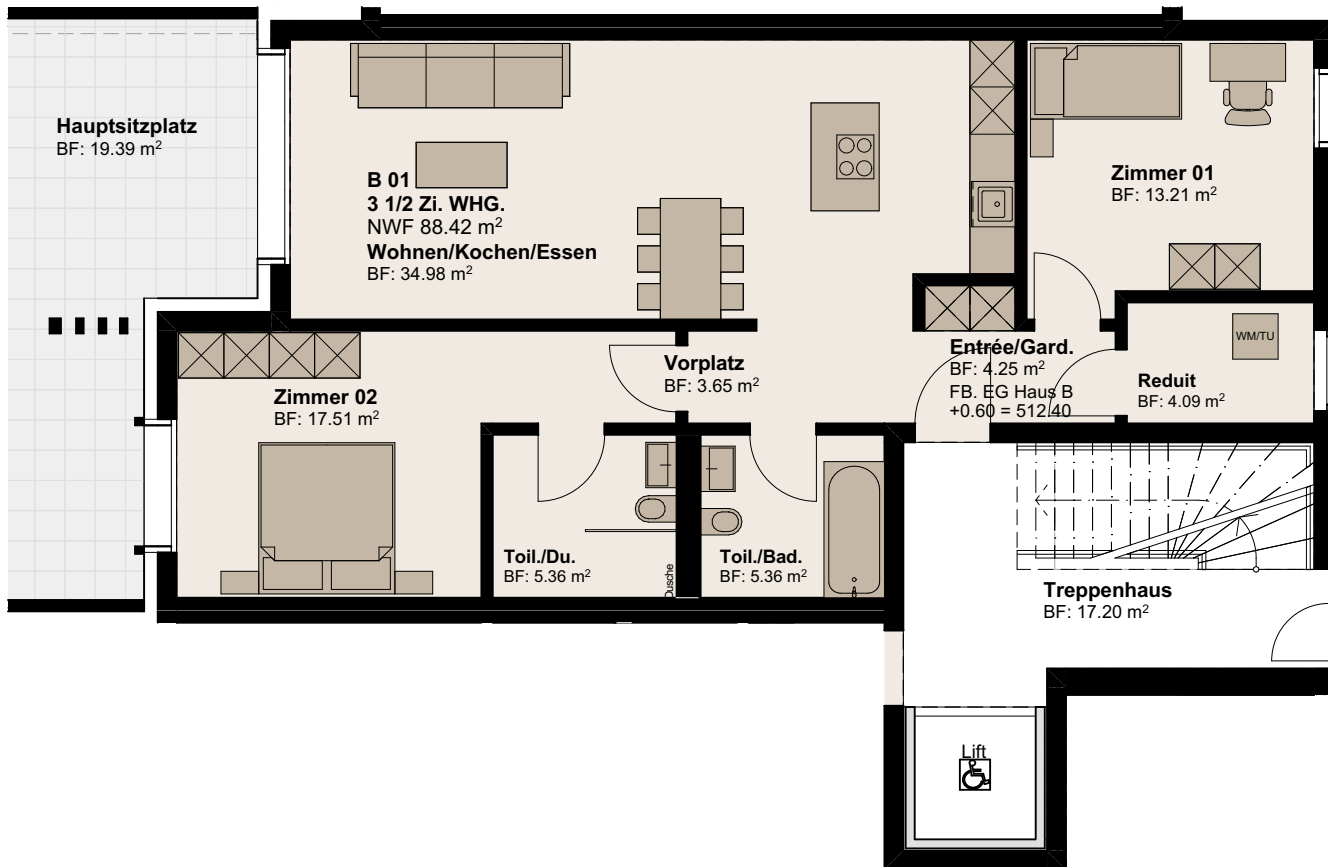 Hauptsitzplatz
BF: 19.39 m²
B 01
3 1/2 Zi. WHG.
NWF 88.42 m²
Wohnen/Kochen/Essen
BF: 34.98 m²
Zimmer 01
BF: 13.21 m²
Entrée/Gard.
BF: 4.25 m²
FB. EG Haus B
+0.60 = 512.40
WM/TU
Reduit
BF: 4.09 m²
Vorplatz
BF: 3.65 m²
Zimmer 02
BF: 17.51 m²
Toil./Du.
BF: 5.36 m²
Dusche
Toil./Bad.
BF: 5.36 m²
Treppenhaus
BF: 17.20 m²
Lift